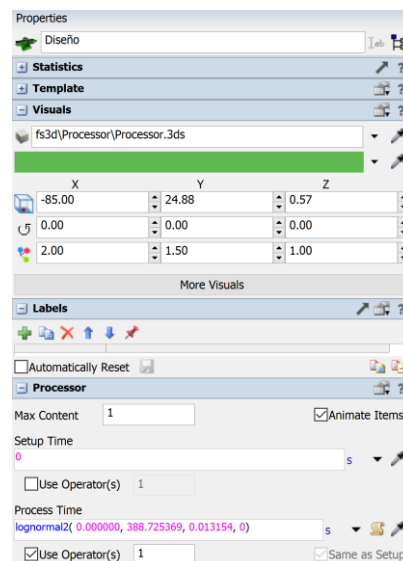 Properties
Diseño
Statistics
?
Template
?
Visuals
?
fs3d\Processor\Processor.3ds
X Y Z
-85.00 24.88 0.57
0.00 0.00 0.00
2.00 1.50 1.00
More Visuals
Labels
?
Automatically Reset
Processor
?
Max Content 1 Animate Items
Setup Time
0 s
Use Operator(s) 1
Process Time
lognormal2( 0.000000, 388.725369, 0.013154, 0) s
Use Operator(s) 1 Same as Setup